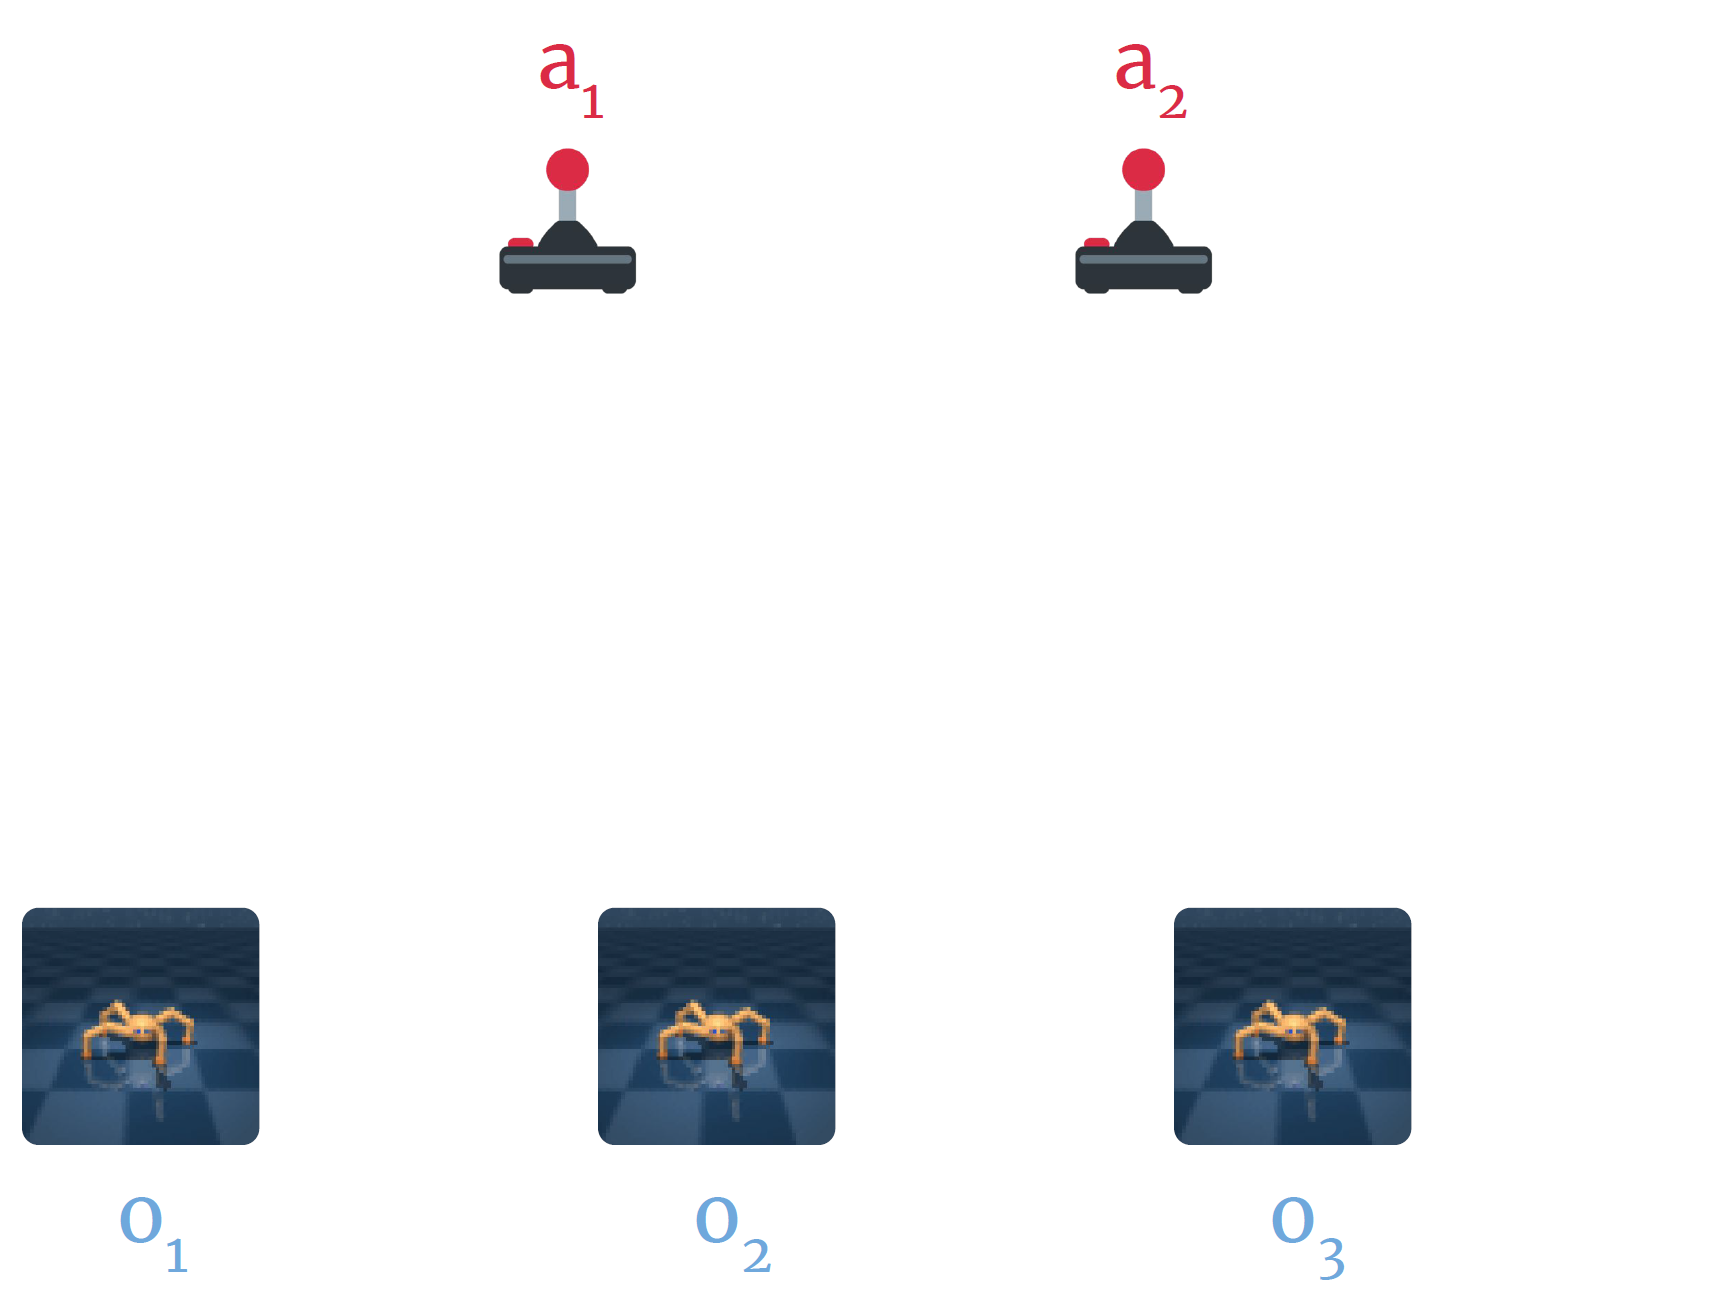 a₁ a₂
o₁ o₂ o₃